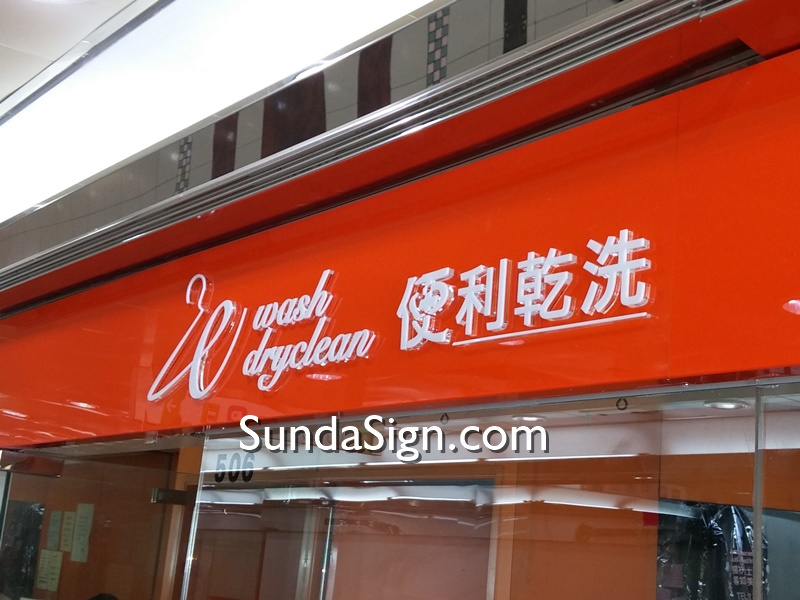 wash
dryclean
便利乾洗
SundaSign.com
506